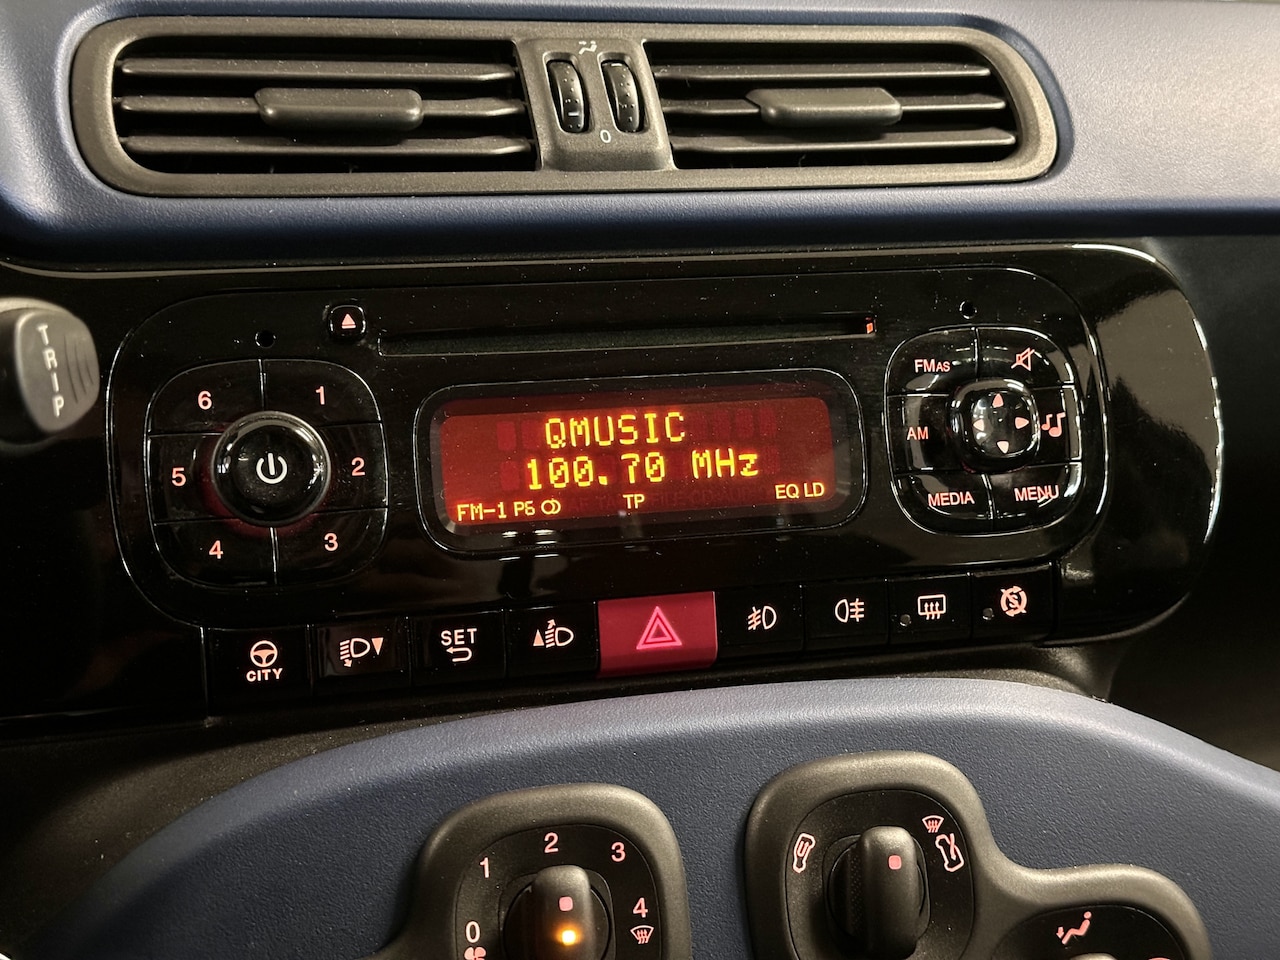 0
TRIP
6
1
5
2
4
3
QMUSIC
100.70 MHz
FM-1 P6 TP EQ LD
FMAS
AM
MEDIA
MENU
CITY
SET
0
1
2
3
4